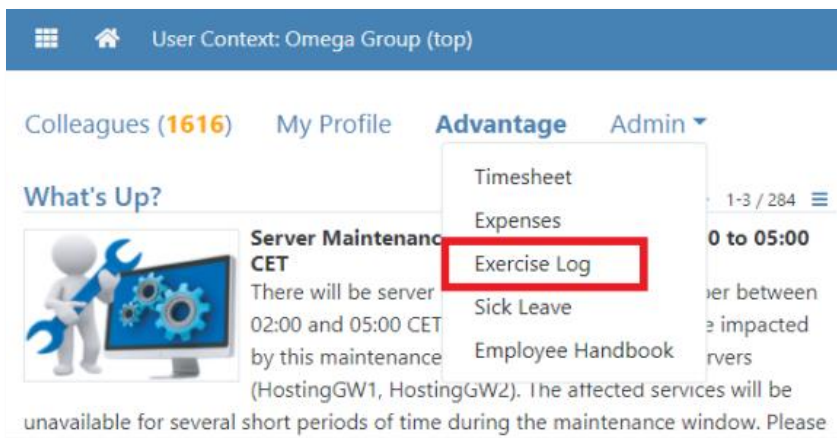 User Context: Omega Group (top)
Colleagues (1616) My Profile Advantage Admin
What's Up? 1-3 / 284
Timesheet
Expenses
Exercise Log
Sick Leave
Employee Handbook
Server Maintenanc 0 to 05:00
CET
There will be server er between
02:00 and 05:00 CET e impacted
by this maintenance rvers
(HostingGW1, HostingGW2). The affected services will be
unavailable for several short periods of time during the maintenance window. Please